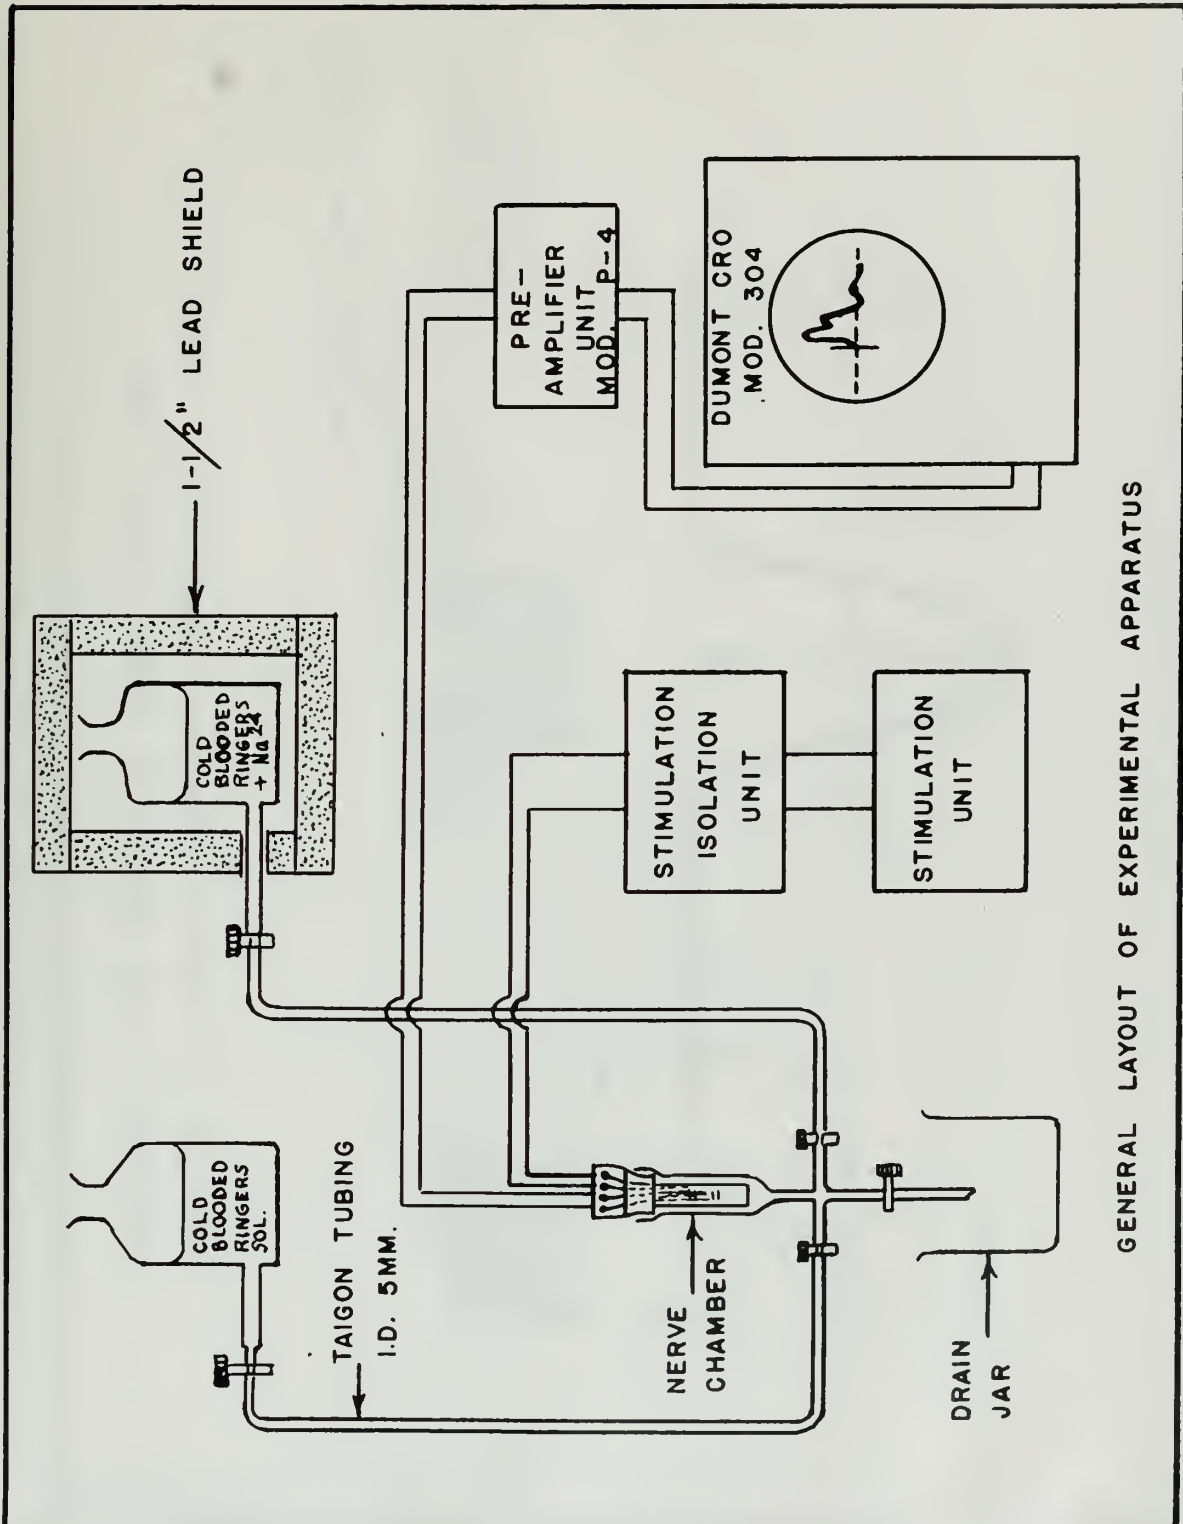 COLD
BLOODED
RINGERS
SOL.
COLD
BLOODED
RINGERS
+ Na 24
1-1/2" LEAD SHIELD
TAIGON TUBING
I.D. 5MM.
PRE-
AMPLIFIER
UNIT
MOD. P-4
NERVE
CHAMBER
STIMULATION
ISOLATION
UNIT
DUMONT CRO
MOD. 304
STIMULATION
UNIT
DRAIN
JAR
GENERAL LAYOUT OF EXPERIMENTAL APPARATUS